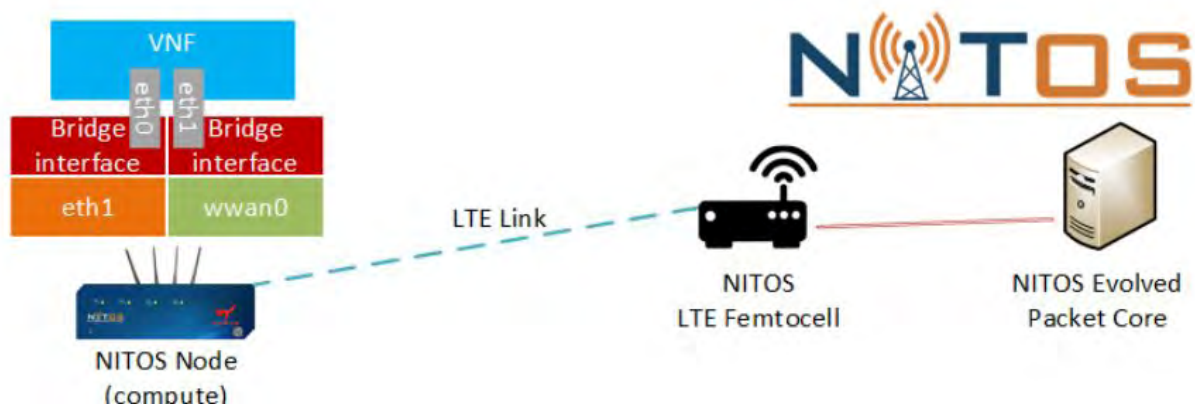 VNF
eth0
eth1
Bridge interface
Bridge interface
eth1
wwan0
NITOS
LTE Link
NITOS
NITOS Node
(compute)
NITOS
LTE Femtocell
NITOS Evolved
Packet Core